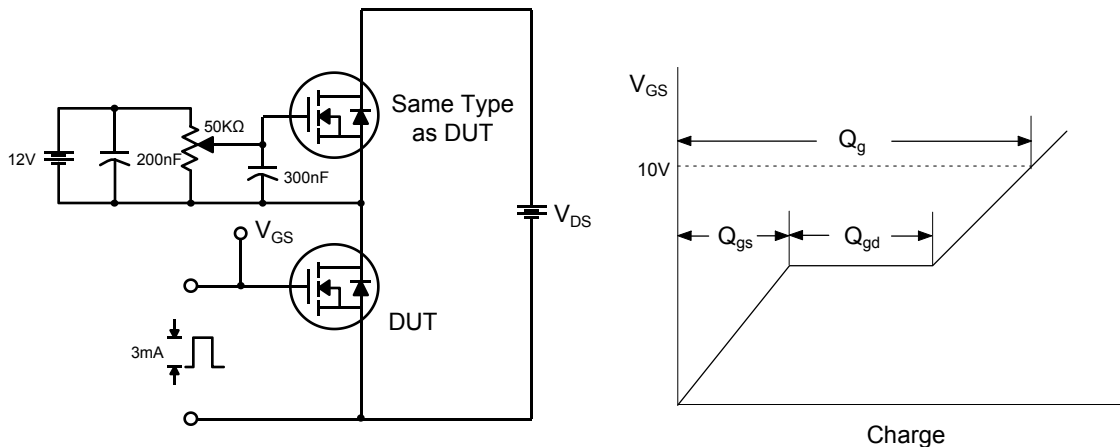 12V
200nF
50KΩ
300nF
Same Type
as DUT
V_DS
V_GS
DUT
3mA
V_GS
Q_g
10V
Q_gs
Q_gd
Charge